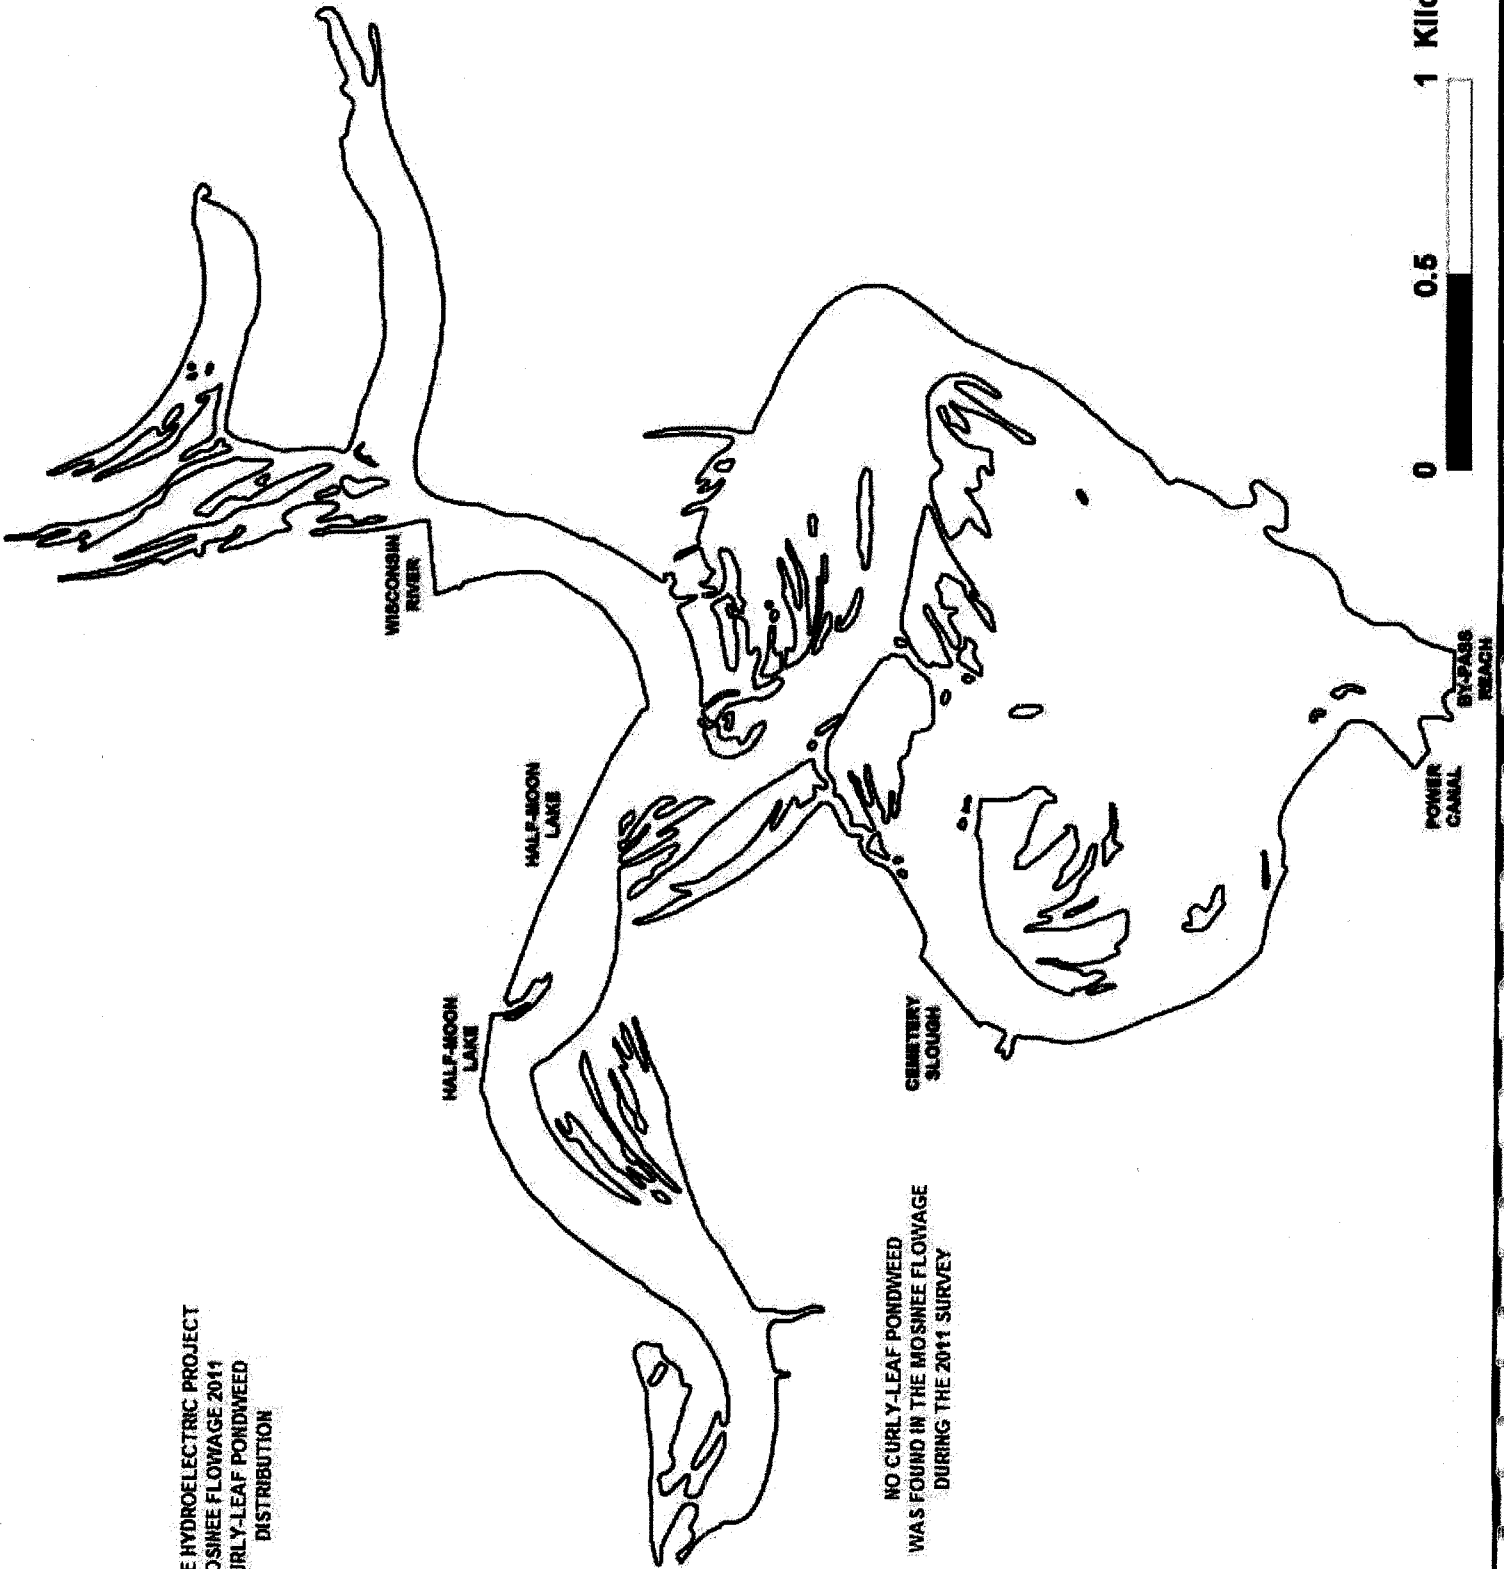 E HYDROELECTRIC PROJECT
OSINEE FLOWAGE 2011
URLY-LEAF PONDWEED
DISTRIBUTION
HALF-MOON
LAKE
HALF-MOON
LAKE
WISCONSIN
RIVER
NO CURLY-LEAF PONDWEED
WAS FOUND IN THE MOSINEE FLOWAGE
DURING THE 2011 SURVEY
CEMETERY
SLOUGH
POWER
CANAL
BY-PASS
REACH
0 0.5 1 Kilo